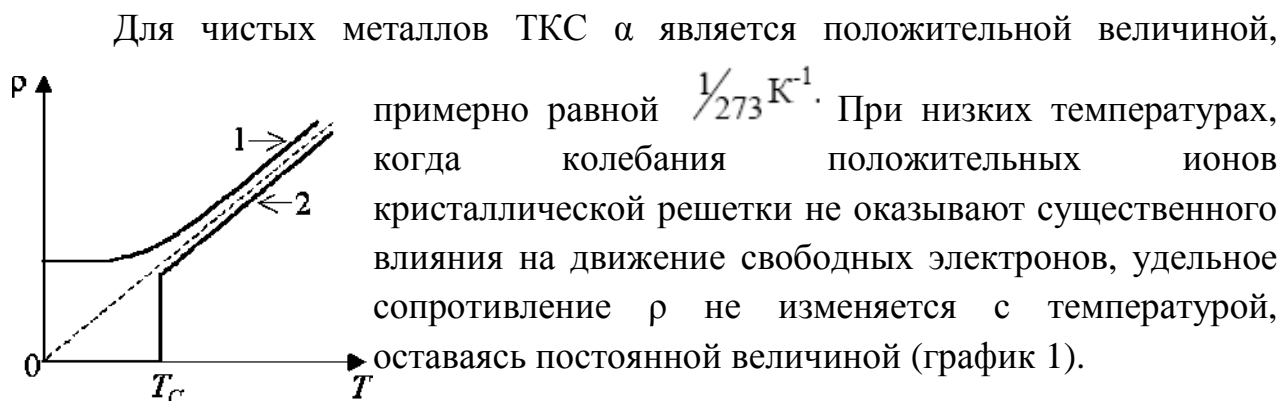 Для чистых металлов ТКС α является положительной величиной,
ρ
примерно равной 1/273 К⁻¹. При низких температурах,
1
когда колебания положительных ионов
2
кристаллической решетки не оказывают существенного
влияния на движение свободных электронов, удельное
сопротивление ρ не изменяется с температурой,
0
оставаясь постоянной величиной (график 1).
T_C
T